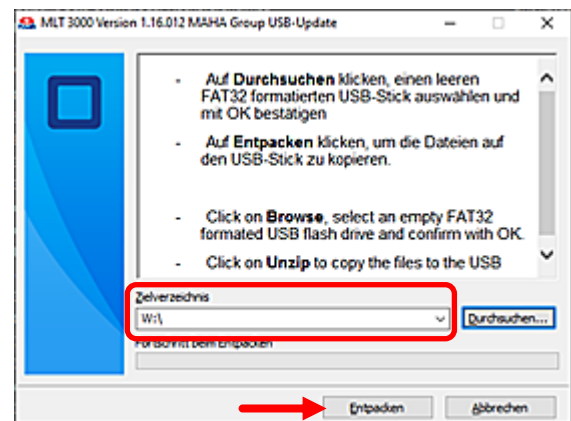 MLT 3000 Version 1.16.012 MAHA Group USB-Update
- Auf Durchsuchen klicken, einen leeren
FAT32 formatierten USB-Stick auswählen und
mit OK bestätigen
- Auf Entpacken klicken, um die Dateien auf
den USB-Stick zu kopieren.
- Click on Browse, select an empty FAT32
formated USB flash drive and confirm with OK.
- Click on Unzip to copy the files to the USB
Zielverzeichnis
W:\
Durchsuchen...
Fortschritt beim Entpacken
Entpacken
Abbrechen